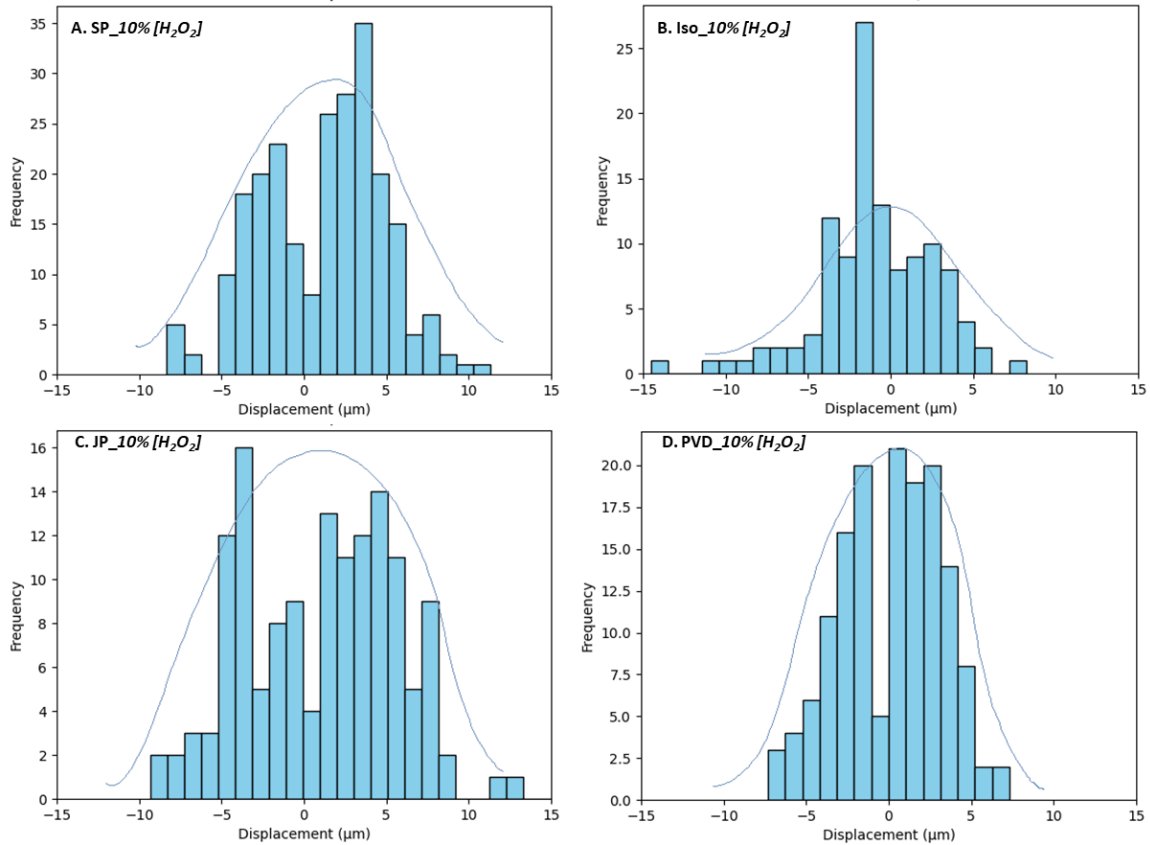 A. SP_10% [H₂O₂]
35
30
25
20
15
10
5
0
Frequency
−15 −10 −5 0 5 10 15
Displacement (μm)
B. Iso_10% [H₂O₂]
25
20
15
10
5
0
Frequency
−15 −10 −5 0 5 10 15
Displacement (μm)
C. JP_10% [H₂O₂]
16
14
12
10
8
6
4
2
0
Frequency
−15 −10 −5 0 5 10 15
Displacement (μm)
D. PVD_10% [H₂O₂]
20.0
17.5
15.0
12.5
10.0
7.5
5.0
2.5
0.0
Frequency
−15 −10 −5 0 5 10 15
Displacement (μm)